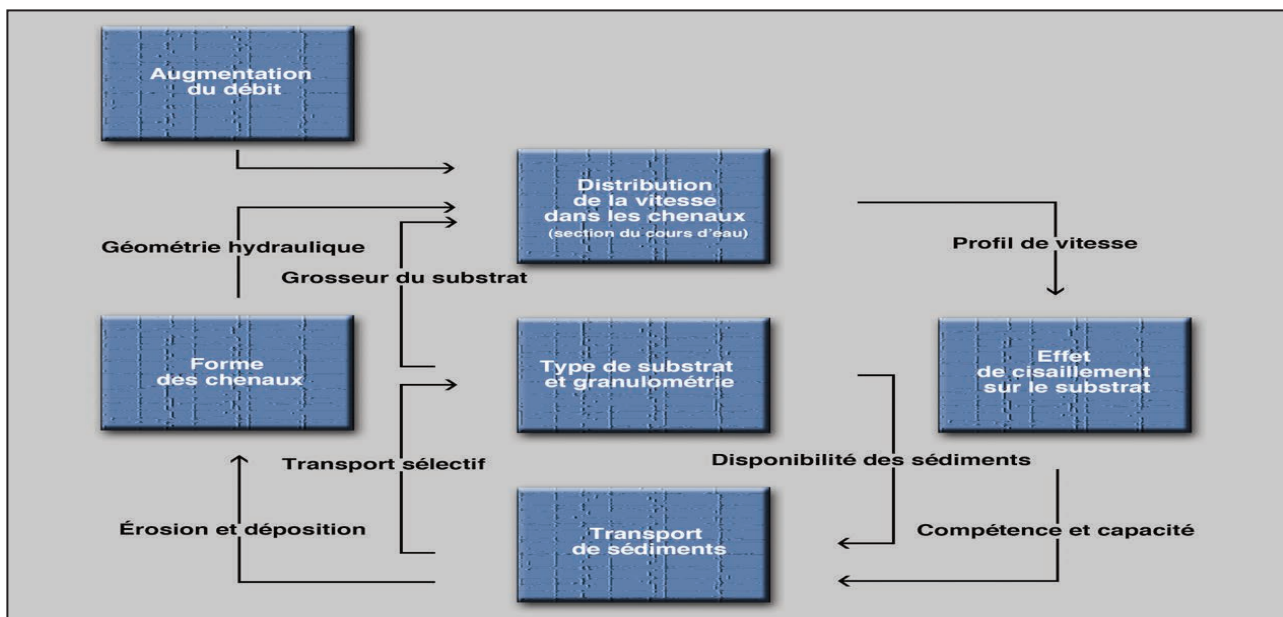 Augmentation
du débit
Distribution
de la vitesse
dans les chenaux
(section du cours d'eau)
Géométrie hydraulique
Profil de vitesse
Grosseur du substrat
Forme
des chenaux
Type de substrat
et granulométrie
Effet
de cisaillement
sur le substrat
Transport sélectif
Disponibilité des sédiments
Érosion et déposition
Transport
de sédiments
Compétence et capacité